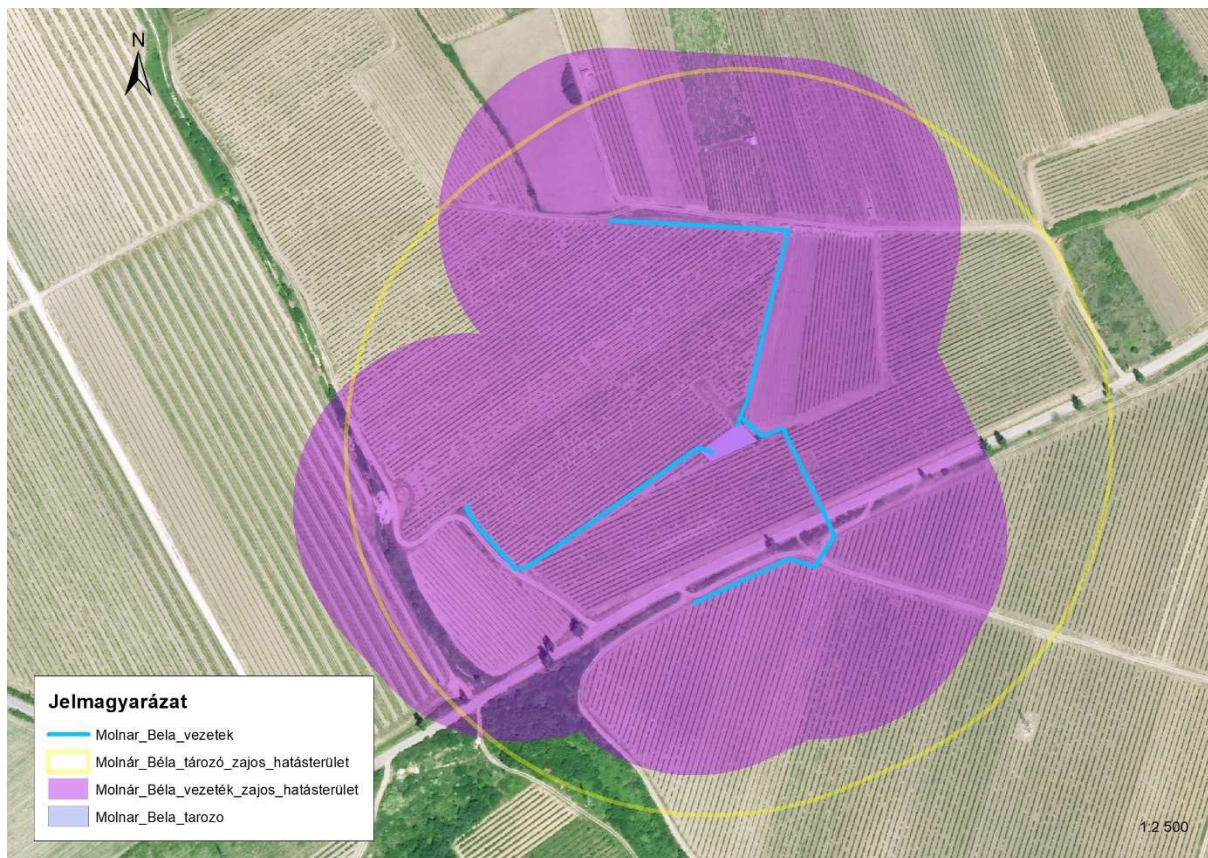 N
Jelmagyarázat
Molnar_Bela_vezetek
Molnár_Béla_tározó_zajos_hatásterület
Molnár_Béla_vezeték_zajos_hatásterület
Molnar_Bela_tarozo
1:2 500